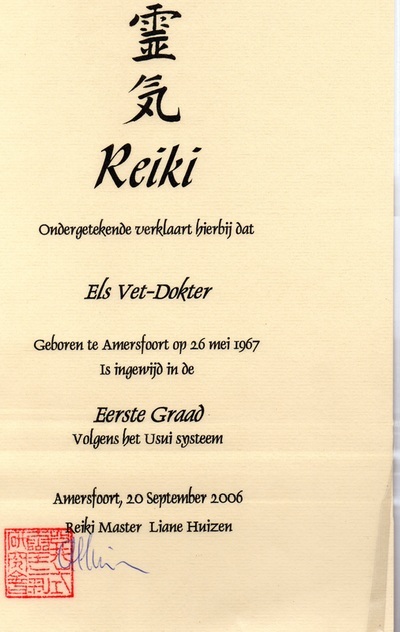 靈
気
Reiki
Ondergetekende verklaart hierbij dat
Els Vet-Dokter
Geboren te Amersfoort op 26 mei 1967
Is ingewijd in de
Eerste Graad
Volgens het Usui systeem
Amersfoort, 20 September 2006
Reiki Master Liane Huizen